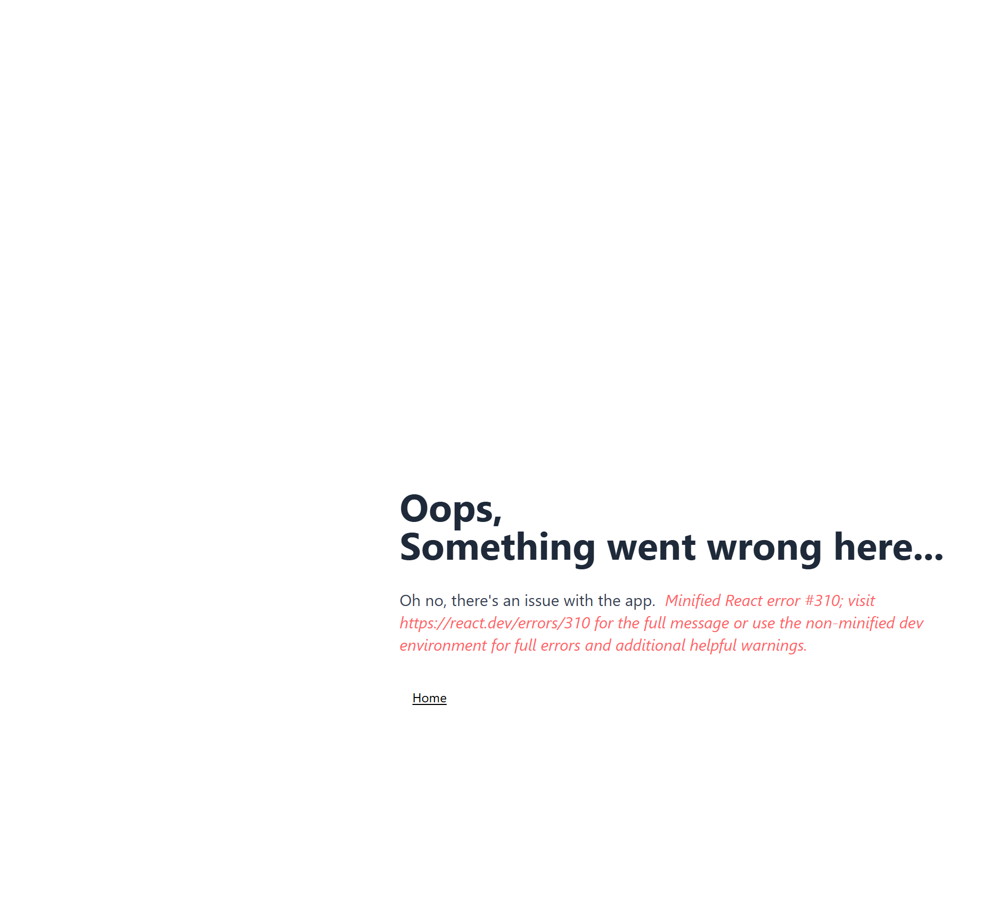 Oops,
Something went wrong here...
Oh no, there's an issue with the app. Minified React error #310; visit
https://react.dev/errors/310 for the full message or use the non-minified dev
environment for full errors and additional helpful warnings.
Home